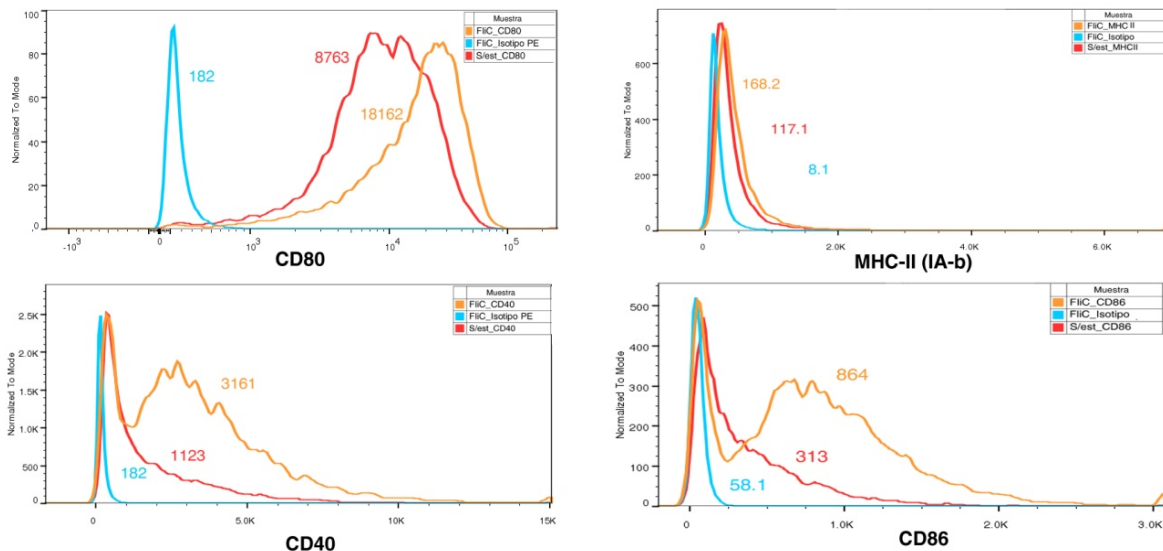 Muestra
FliC_CD80
FliC_Isotipo PE
S/est_CD80
100
80
60
40
20
0
Normalized To Mode
182
8763
18162
-10³
0
10³
10⁴
10⁵
CD80
Muestra
FliC_MHC II
FliC_Isotipo
S/est_MHCII
600
400
200
0
Normalized To Mode
168.2
117.1
8.1
0
2.0K
4.0K
6.0K
MHC-II (IA-b)
Muestra
FliC_CD40
FliC_Isotipo PE
S/est_CD40
2.5K
2.0K
1.5K
1.0K
500
0
Normalized To Mode
3161
1123
182
0
5.0K
10K
15K
CD40
Muestra
FliC_CD86
FliC_Isotipo
S/est_CD86
500
400
300
200
100
0
Normalized To Mode
864
313
58.1
0
1.0K
2.0K
3.0K
CD86